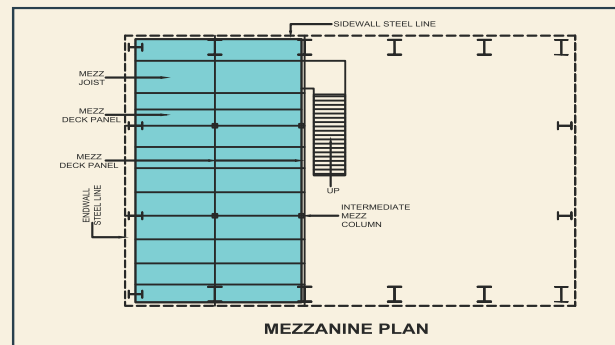 SIDEWALL STEEL LINE
MEZZ
JOIST
MEZZ
DECK PANEL
MEZZ
DECK PANEL
ENDWALL
STEEL LINE
UP
INTERMEDIATE
MEZZ
COLUMN
MEZZANINE PLAN